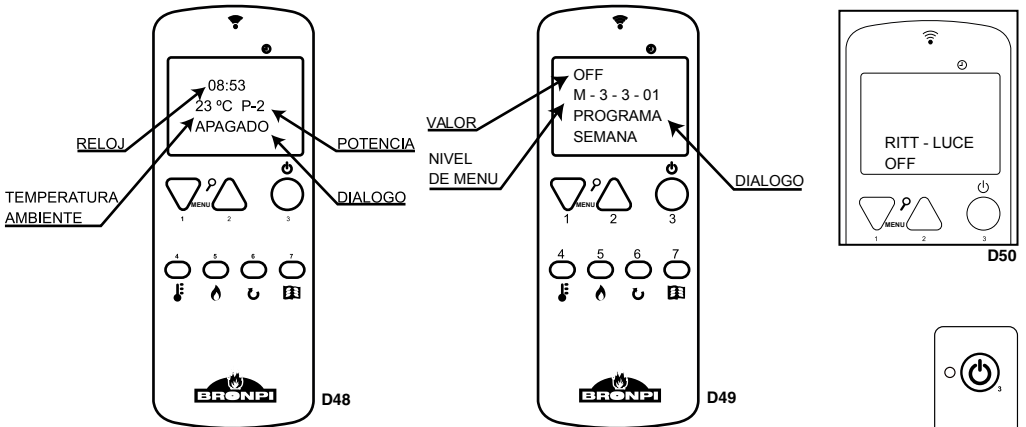 08:53
23 ºC P-2
APAGADO
RELOJ
POTENCIA
TEMPERATURA
AMBIENTE
DIALOGO
MENU
1
2
3
4
5
6
7
BRONPI
D48
OFF
M - 3 - 3 - 01
PROGRAMA
SEMANA
VALOR
NIVEL
DE MENU
DIALOGO
MENU
1
2
3
4
5
6
7
BRONPI
D49
RITT - LUCE
OFF
MENU
1
2
3
D50
3